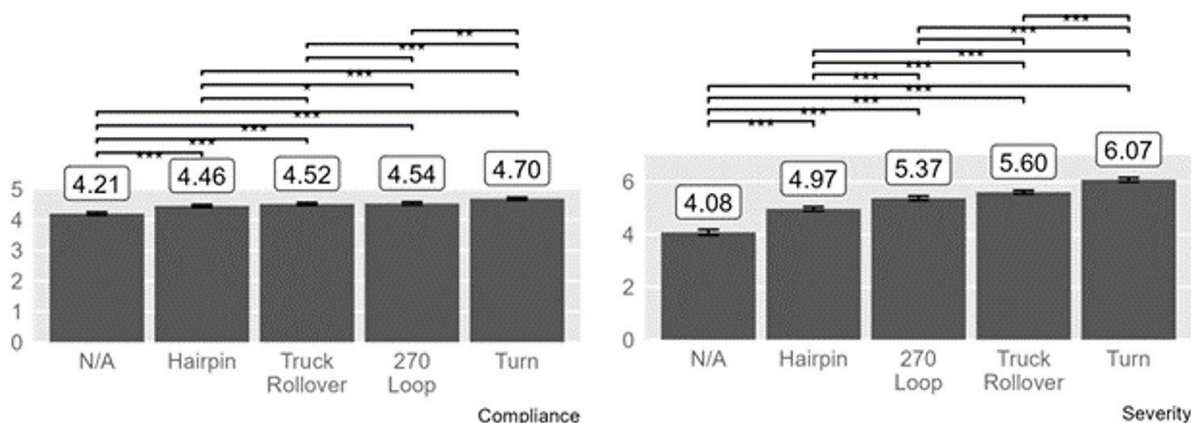 **
***
***
*
***
***
***
***
4.21
4.46
4.52
4.54
4.70
5
4
3
2
1
0
N/A
Hairpin
Truck
Rollover
270
Loop
Turn
Compliance
***
***
***
***
***
***
***
***
***
4.08
4.97
5.37
5.60
6.07
6
4
2
0
N/A
Hairpin
270
Loop
Truck
Rollover
Turn
Severity